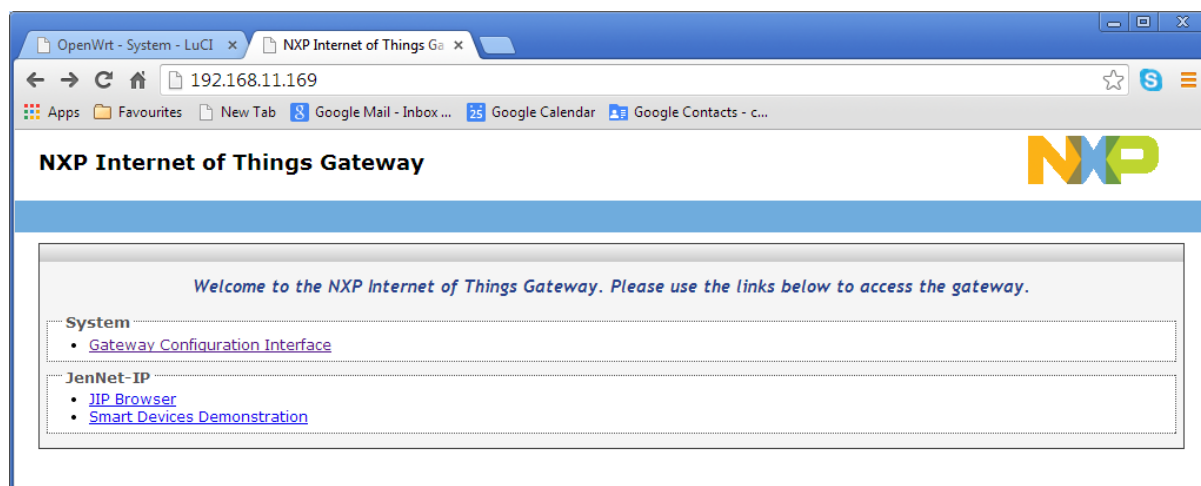 OpenWrt - System - LuCI
NXP Internet of Things Ga
192.168.11.169
Apps Favourites New Tab Google Mail - Inbox ... 25 Google Calendar Google Contacts - c...
NXP Internet of Things Gateway
NXP
Welcome to the NXP Internet of Things Gateway. Please use the links below to access the gateway.
System
• Gateway Configuration Interface
JenNet-IP
• JIP Browser
• Smart Devices Demonstration